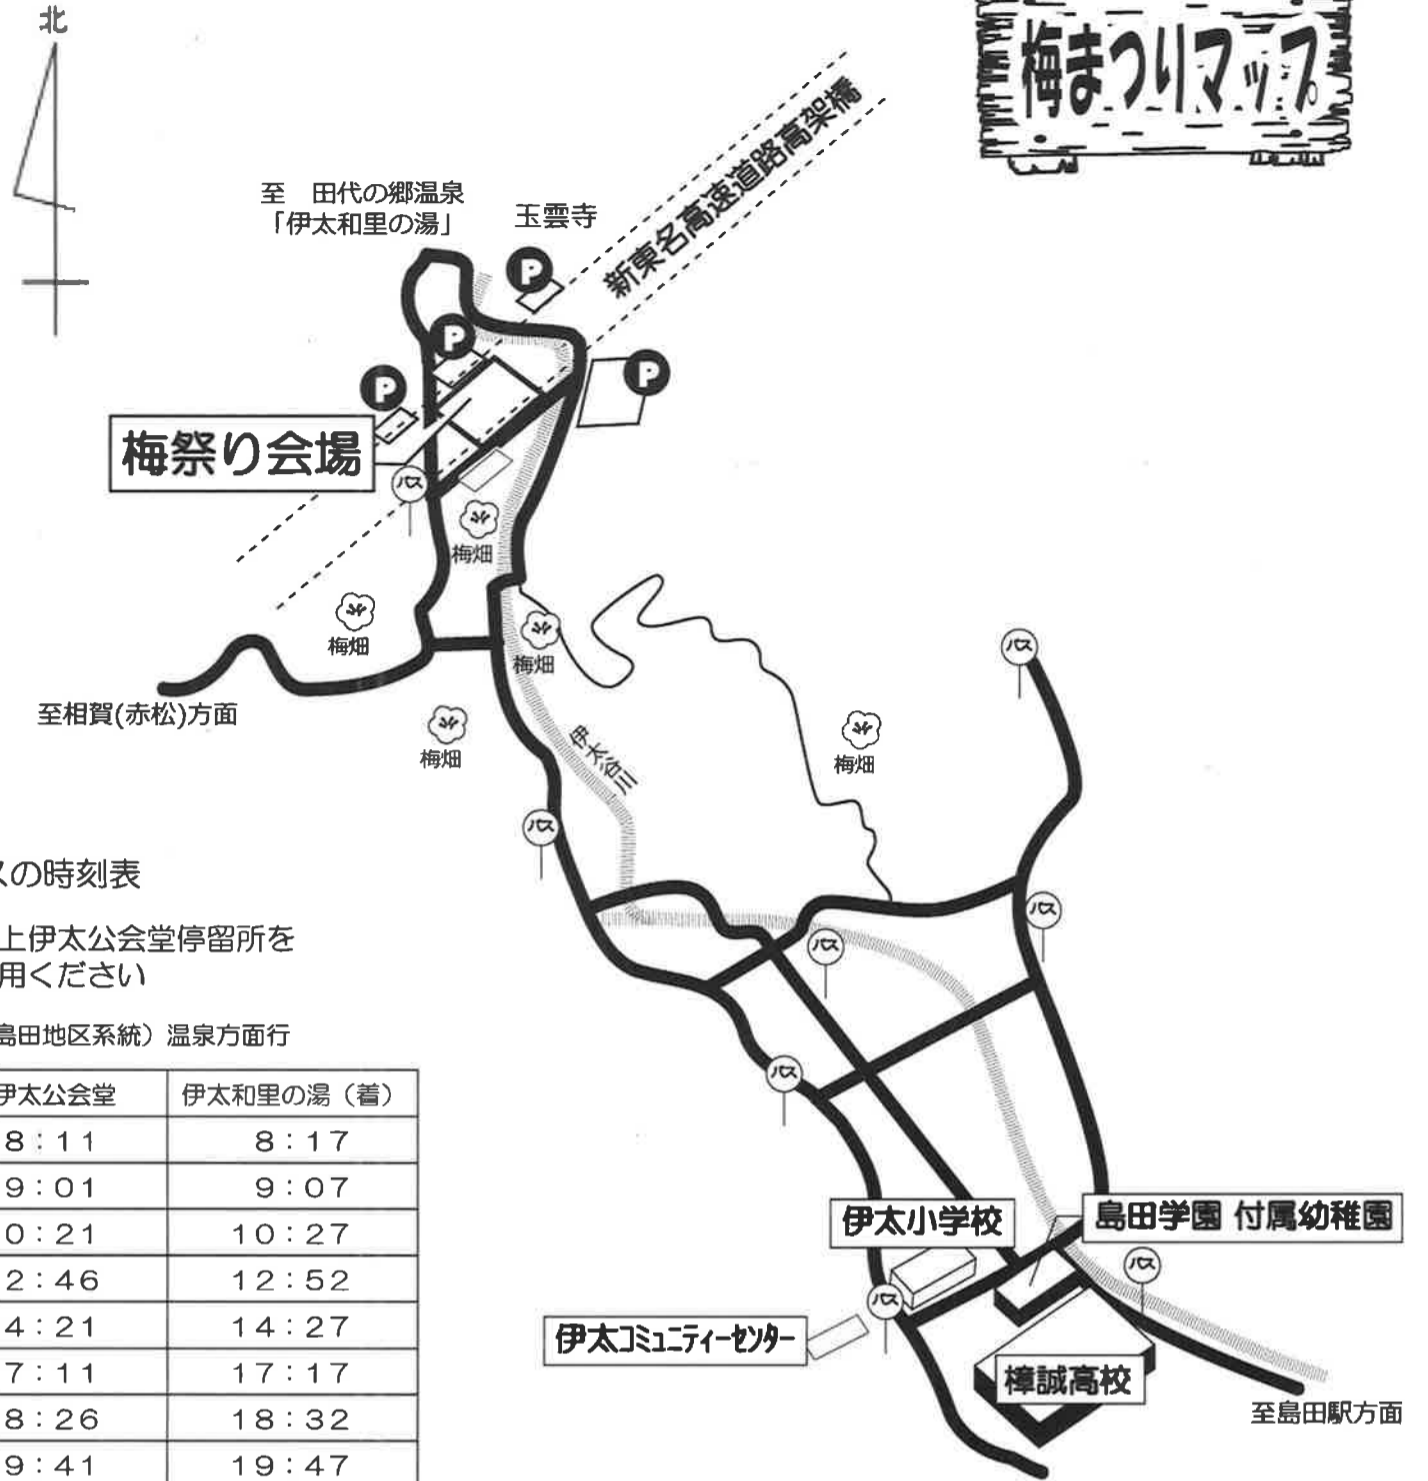 北
梅まつりマップ
至 田代の郷温泉
「伊太和里の湯」
玉雲寺
新東名高速道路高架橋
P
P
P
P
梅祭り会場
バス
梅畑
梅畑
梅畑
バス
至相賀(赤松)方面
梅畑
梅畑
伊太谷川
バス
スの時刻表
バス
上伊太公会堂停留所を
バス
用ください
島田地区系統）温泉方面行
バス
伊太公会堂 伊太和里の湯（着）
8：11 8：17
9：01 9：07
0：21 10：27
2：46 12：52
4：21 14：27
7：11 17：17
8：26 18：32
9：41 19：47
伊太小学校
島田学園 付属幼稚園
バス
バス
伊太コミュニティーセンター
樟誠高校
至島田駅方面